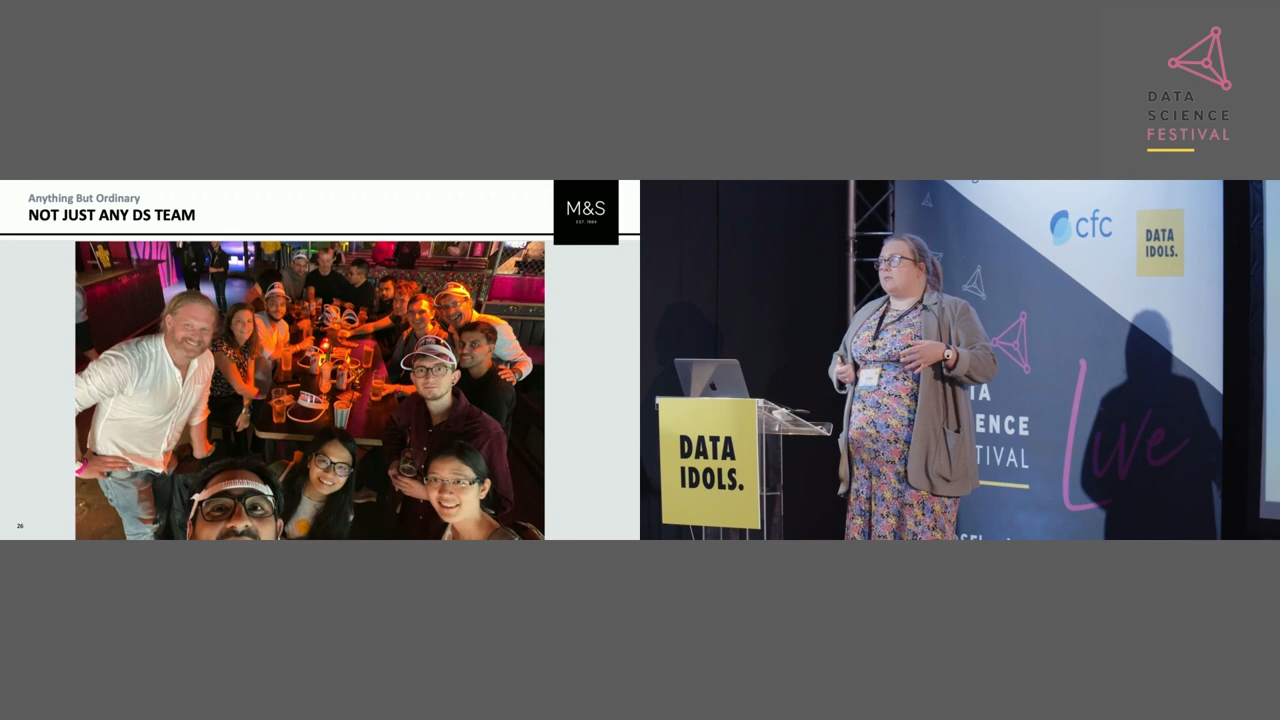 DATA
SCIENCE
FESTIVAL
Anything But Ordinary
NOT JUST ANY DS TEAM
M&S
EST. 1884
26
cfc
DATA
IDOLS.
DATA
IDOLS.
TA
ENCE
TIVAL
Live